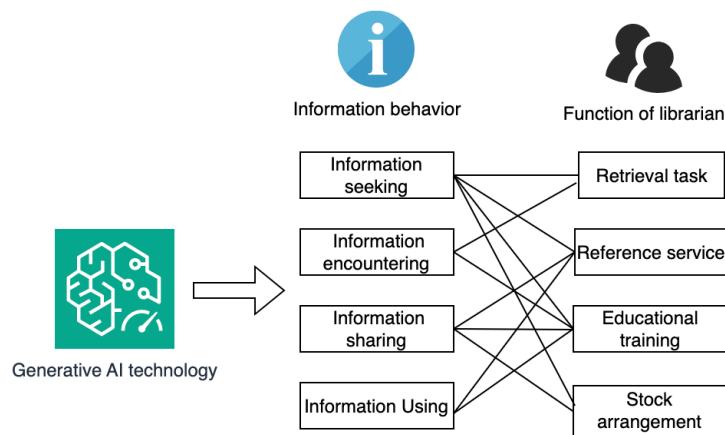 Information behavior
Function of librarian
Information
seeking
Retrieval task
Information
encountering
Reference service
Generative AI technology
Information
sharing
Educational
training
Information Using
Stock
arrangement